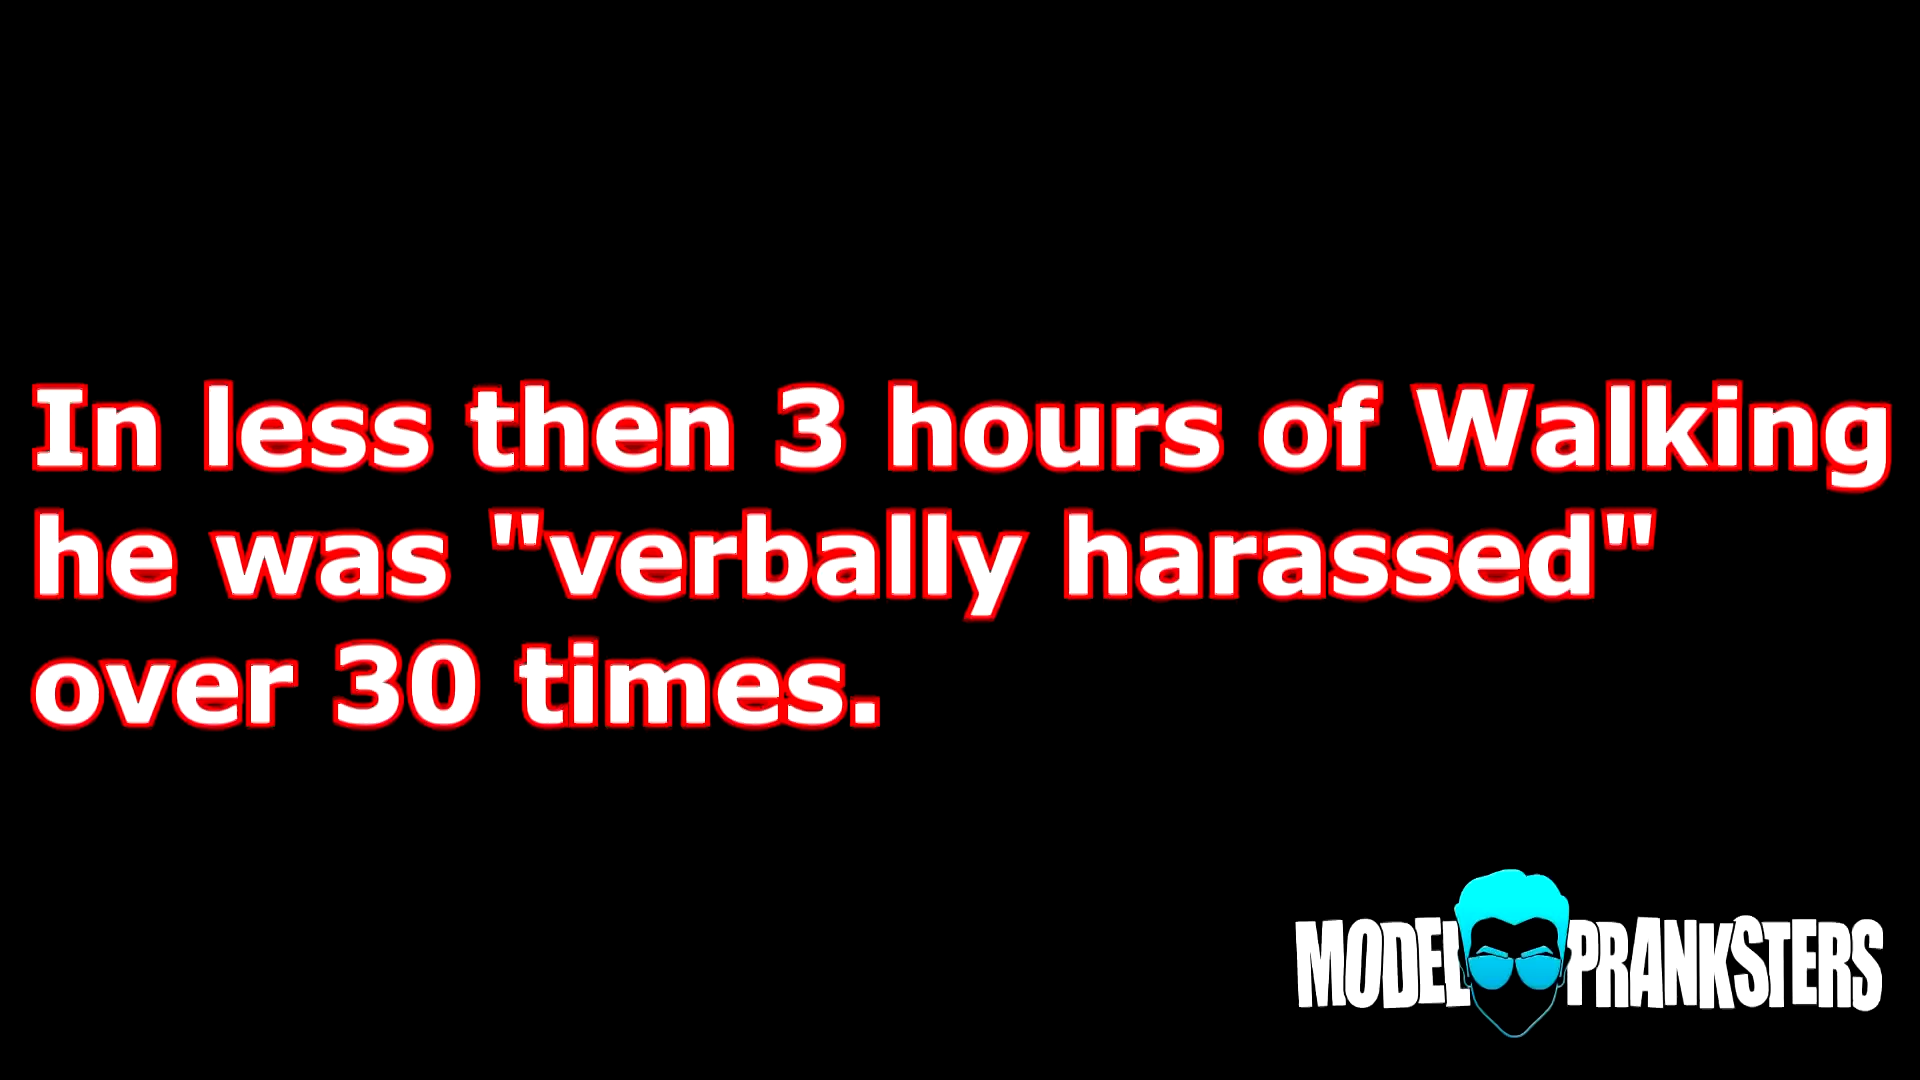 In less then 3 hours of Walking
he was "verbally harassed"
over 30 times.
MODEL PRANKSTERS